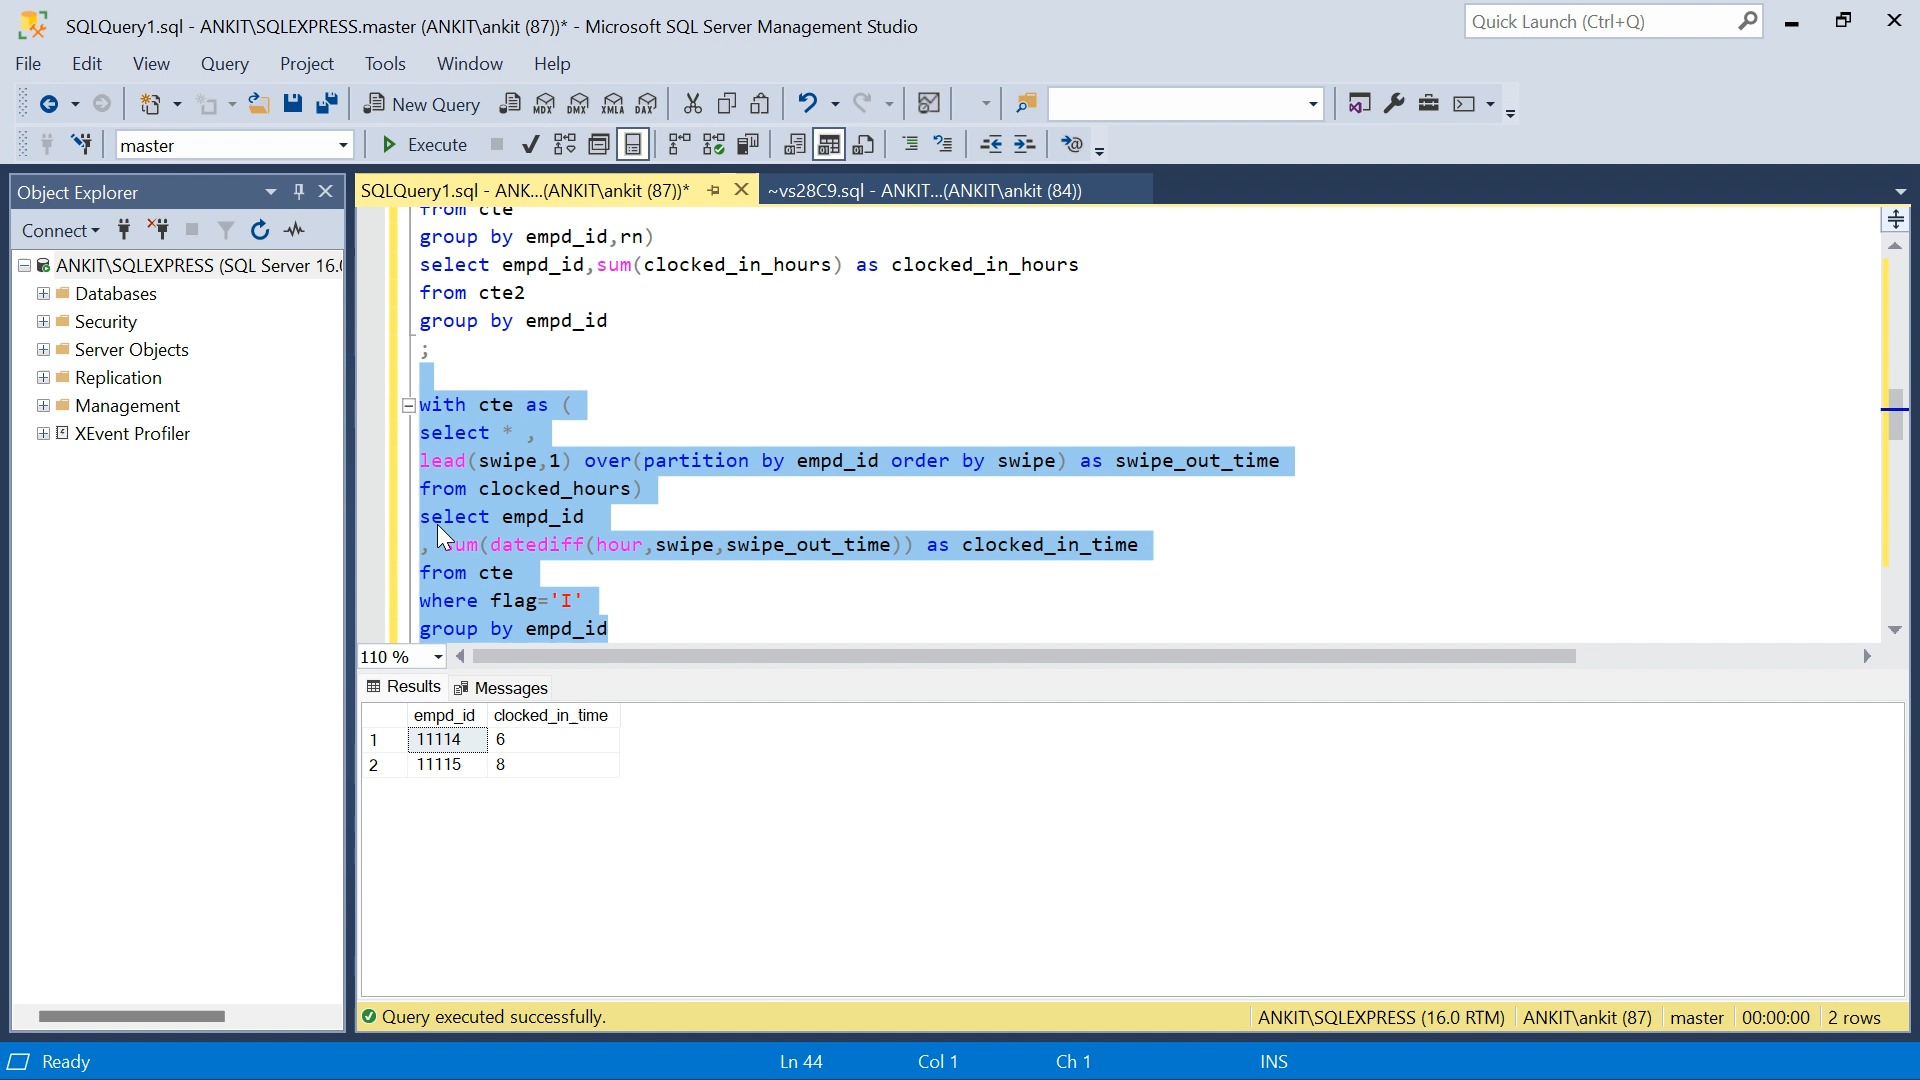 SQLQuery1.sql - ANKIT\SQLEXPRESS.master (ANKIT\ankit (87))* - Microsoft SQL Server Management Studio
Quick Launch (Ctrl+Q)
File Edit View Query Project Tools Window Help
New Query MDX DMX XMLA DAX
master Execute
Object Explorer
SQLQuery1.sql - ANK...(ANKIT\ankit (87))* ~vs28C9.sql - ANKIT...(ANKIT\ankit (84))
Connect
ANKIT\SQLEXPRESS (SQL Server 16.0
Databases
Security
Server Objects
Replication
Management
XEvent Profiler
from cte
group by empd_id,rn)
select empd_id,sum(clocked_in_hours) as clocked_in_hours
from cte2
group by empd_id
;
with cte as (
select * ,
lead(swipe,1) over(partition by empd_id order by swipe) as swipe_out_time
from clocked_hours)
select empd_id
, sum(datediff(hour,swipe,swipe_out_time)) as clocked_in_time
from cte
where flag='I'
group by empd_id
110 %
Results Messages
empd_id clocked_in_time
1 11114 6
2 11115 8
Query executed successfully. ANKIT\SQLEXPRESS (16.0 RTM) ANKIT\ankit (87) master 00:00:00 2 rows
Ready Ln 44 Col 1 Ch 1 INS